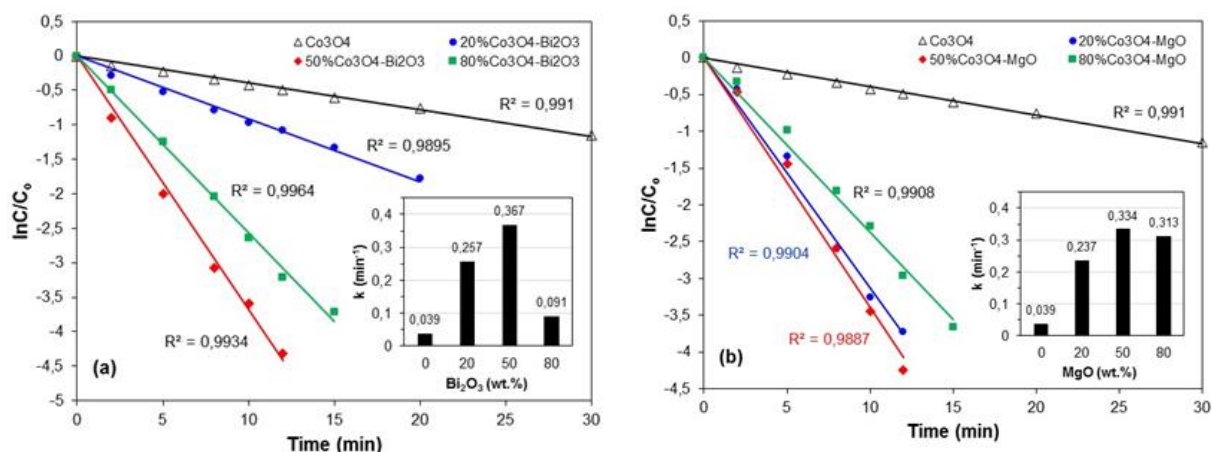 0,5
0
-0,5
-1
-1,5
-2
-2,5
-3
-3,5
-4
-4,5
-5
lnC/Co
Co3O4
20%Co3O4-Bi2O3
50%Co3O4-Bi2O3
80%Co3O4-Bi2O3
R² = 0,991
R² = 0,9895
R² = 0,9964
R² = 0,9934
(a)
0 5 10 15 20 25 30
Time (min)
0,4
0,3
0,2
0,1
0
k (min⁻¹)
0,039
0,257
0,367
0,091
0 20 50 80
Bi₂O₃ (wt.%)
0,5
0
-0,5
-1
-1,5
-2
-2,5
-3
-3,5
-4
-4,5
lnC/Co
Co3O4
20%Co3O4-MgO
50%Co3O4-MgO
80%Co3O4-MgO
R² = 0,991
R² = 0,9908
R² = 0,9904
R² = 0,9887
(b)
0 5 10 15 20 25 30
Time (min)
0,4
0,3
0,2
0,1
0
k (min⁻¹)
0,039
0,237
0,334
0,313
0 20 50 80
MgO (wt.%)